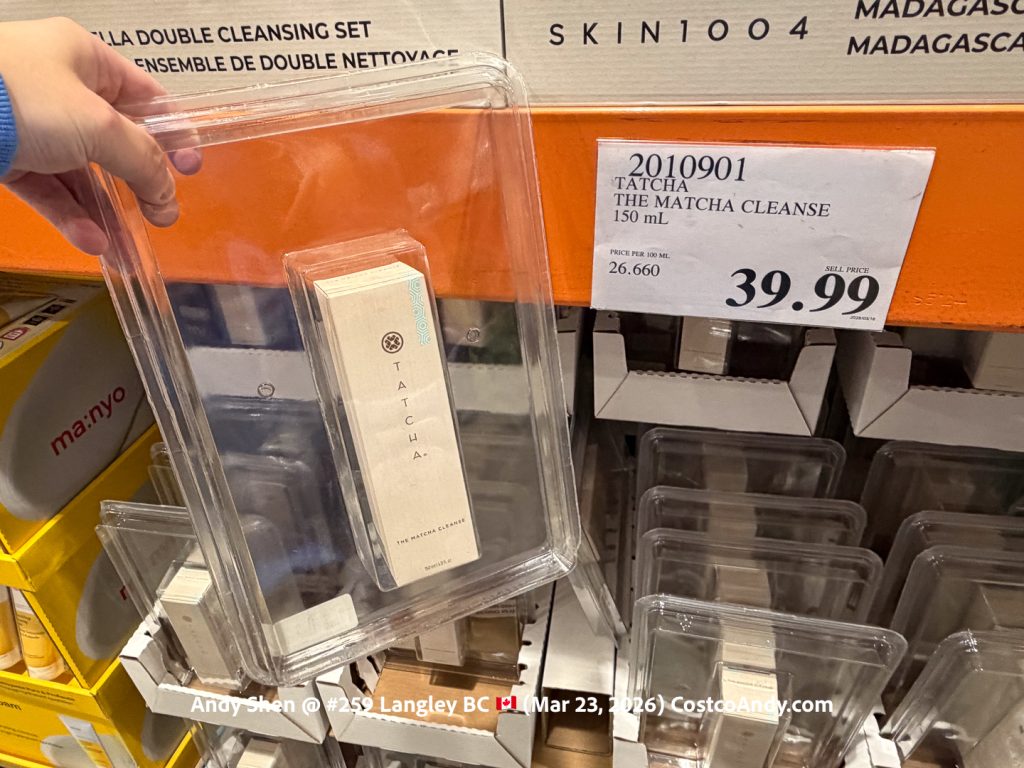 ELLA DOUBLE CLEANSING SET
ENSEMBLE DE DOUBLE NETTOYAGE
SKIN1004
MADAGASC
MADAGASCA
2010901
TATCHA
THE MATCHA CLEANSE
150 mL
PRICE PER 100 ML
26.660
SELL PRICE
39.99
TATCHA
THE MATCHA CLEANSE
ma:nyo
Andy Shen @ #259 Langley BC 🇨🇦 (Mar 23, 2026) CostcoAndy.com